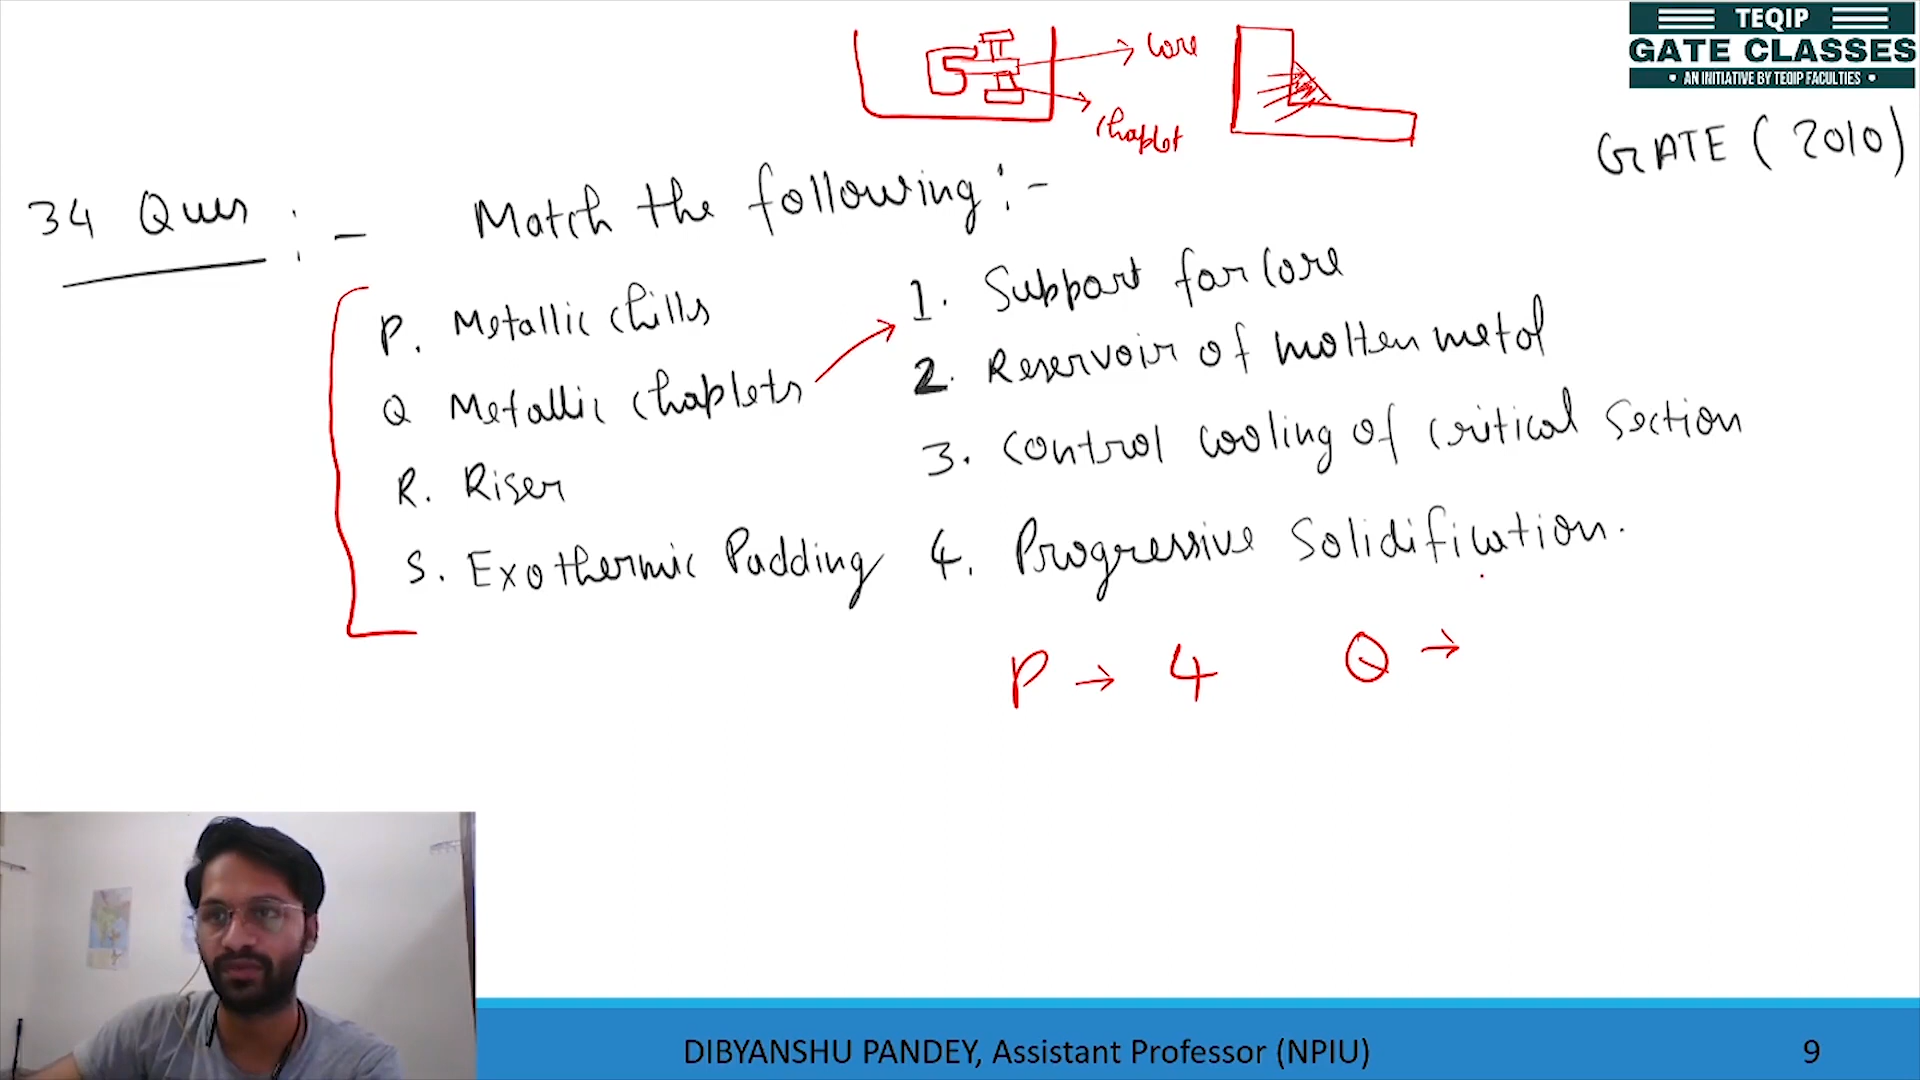 TEQIP
GATE CLASSES
• AN INITIATIVE BY TEQIP FACULTIES •
core
chaplet
GATE (2010)
34 Ques :- Match the following :-
P. Metallic chills
1. Support for core
Q Metallic chaplets
2. Reservoir of molten metal
R. Riser
3. Control cooling of critical section
S. Exothermic Padding
4. Progressive Solidification.
P → 4 Q →
DIBYANSHU PANDEY, Assistant Professor (NPIU)
9